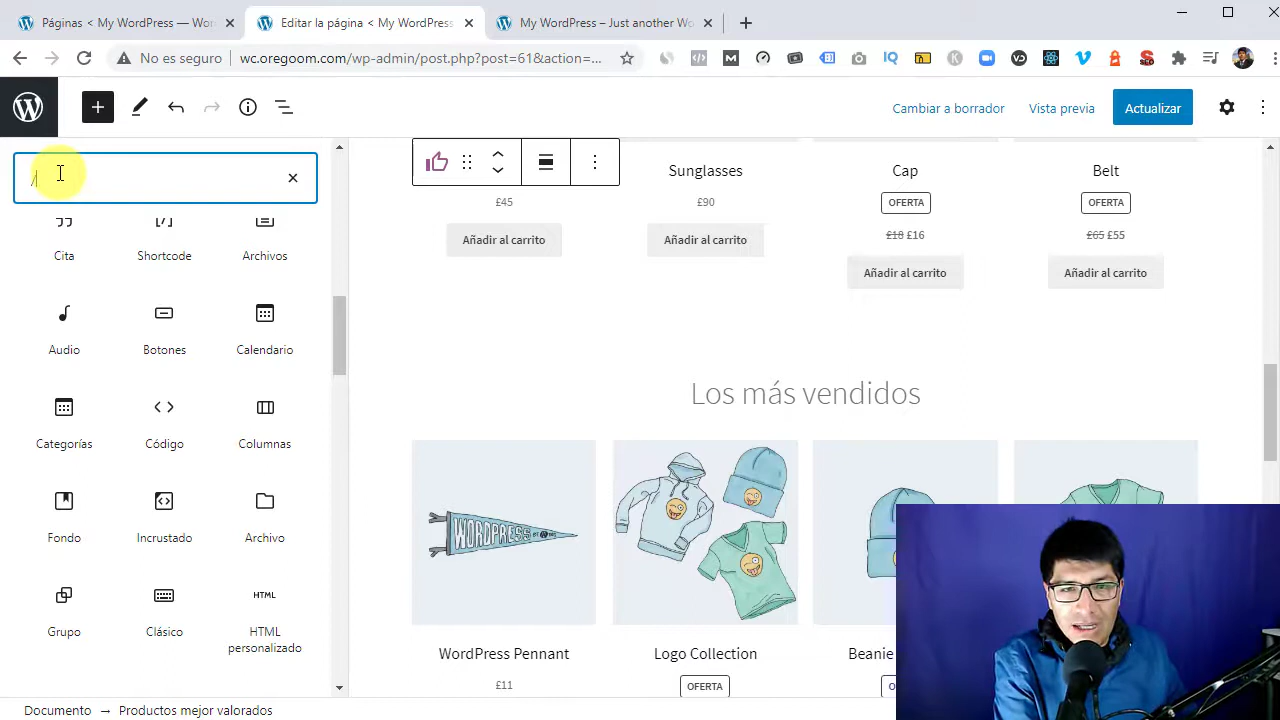 Páginas < My WordPress — Wor
Editar la página < My WordPress
My WordPress – Just another Wo
No es seguro
wc.oregoom.com/wp-admin/post.php?post=61&action=...
Cambiar a borrador
Vista previa
Actualizar
/
Cita
Shortcode
Archivos
Audio
Botones
Calendario
Categorías
Código
Columnas
Fondo
Incrustado
Archivo
Grupo
Clásico
HTML
HTML
personalizado
Sunglasses
Cap
Belt
OFERTA
OFERTA
£45
£90
£18 £16
£65 £55
Añadir al carrito
Añadir al carrito
Añadir al carrito
Añadir al carrito
Los más vendidos
WORDPRESS
WordPress Pennant
Logo Collection
Beanie
£11
OFERTA
Documento → Productos mejor valorados